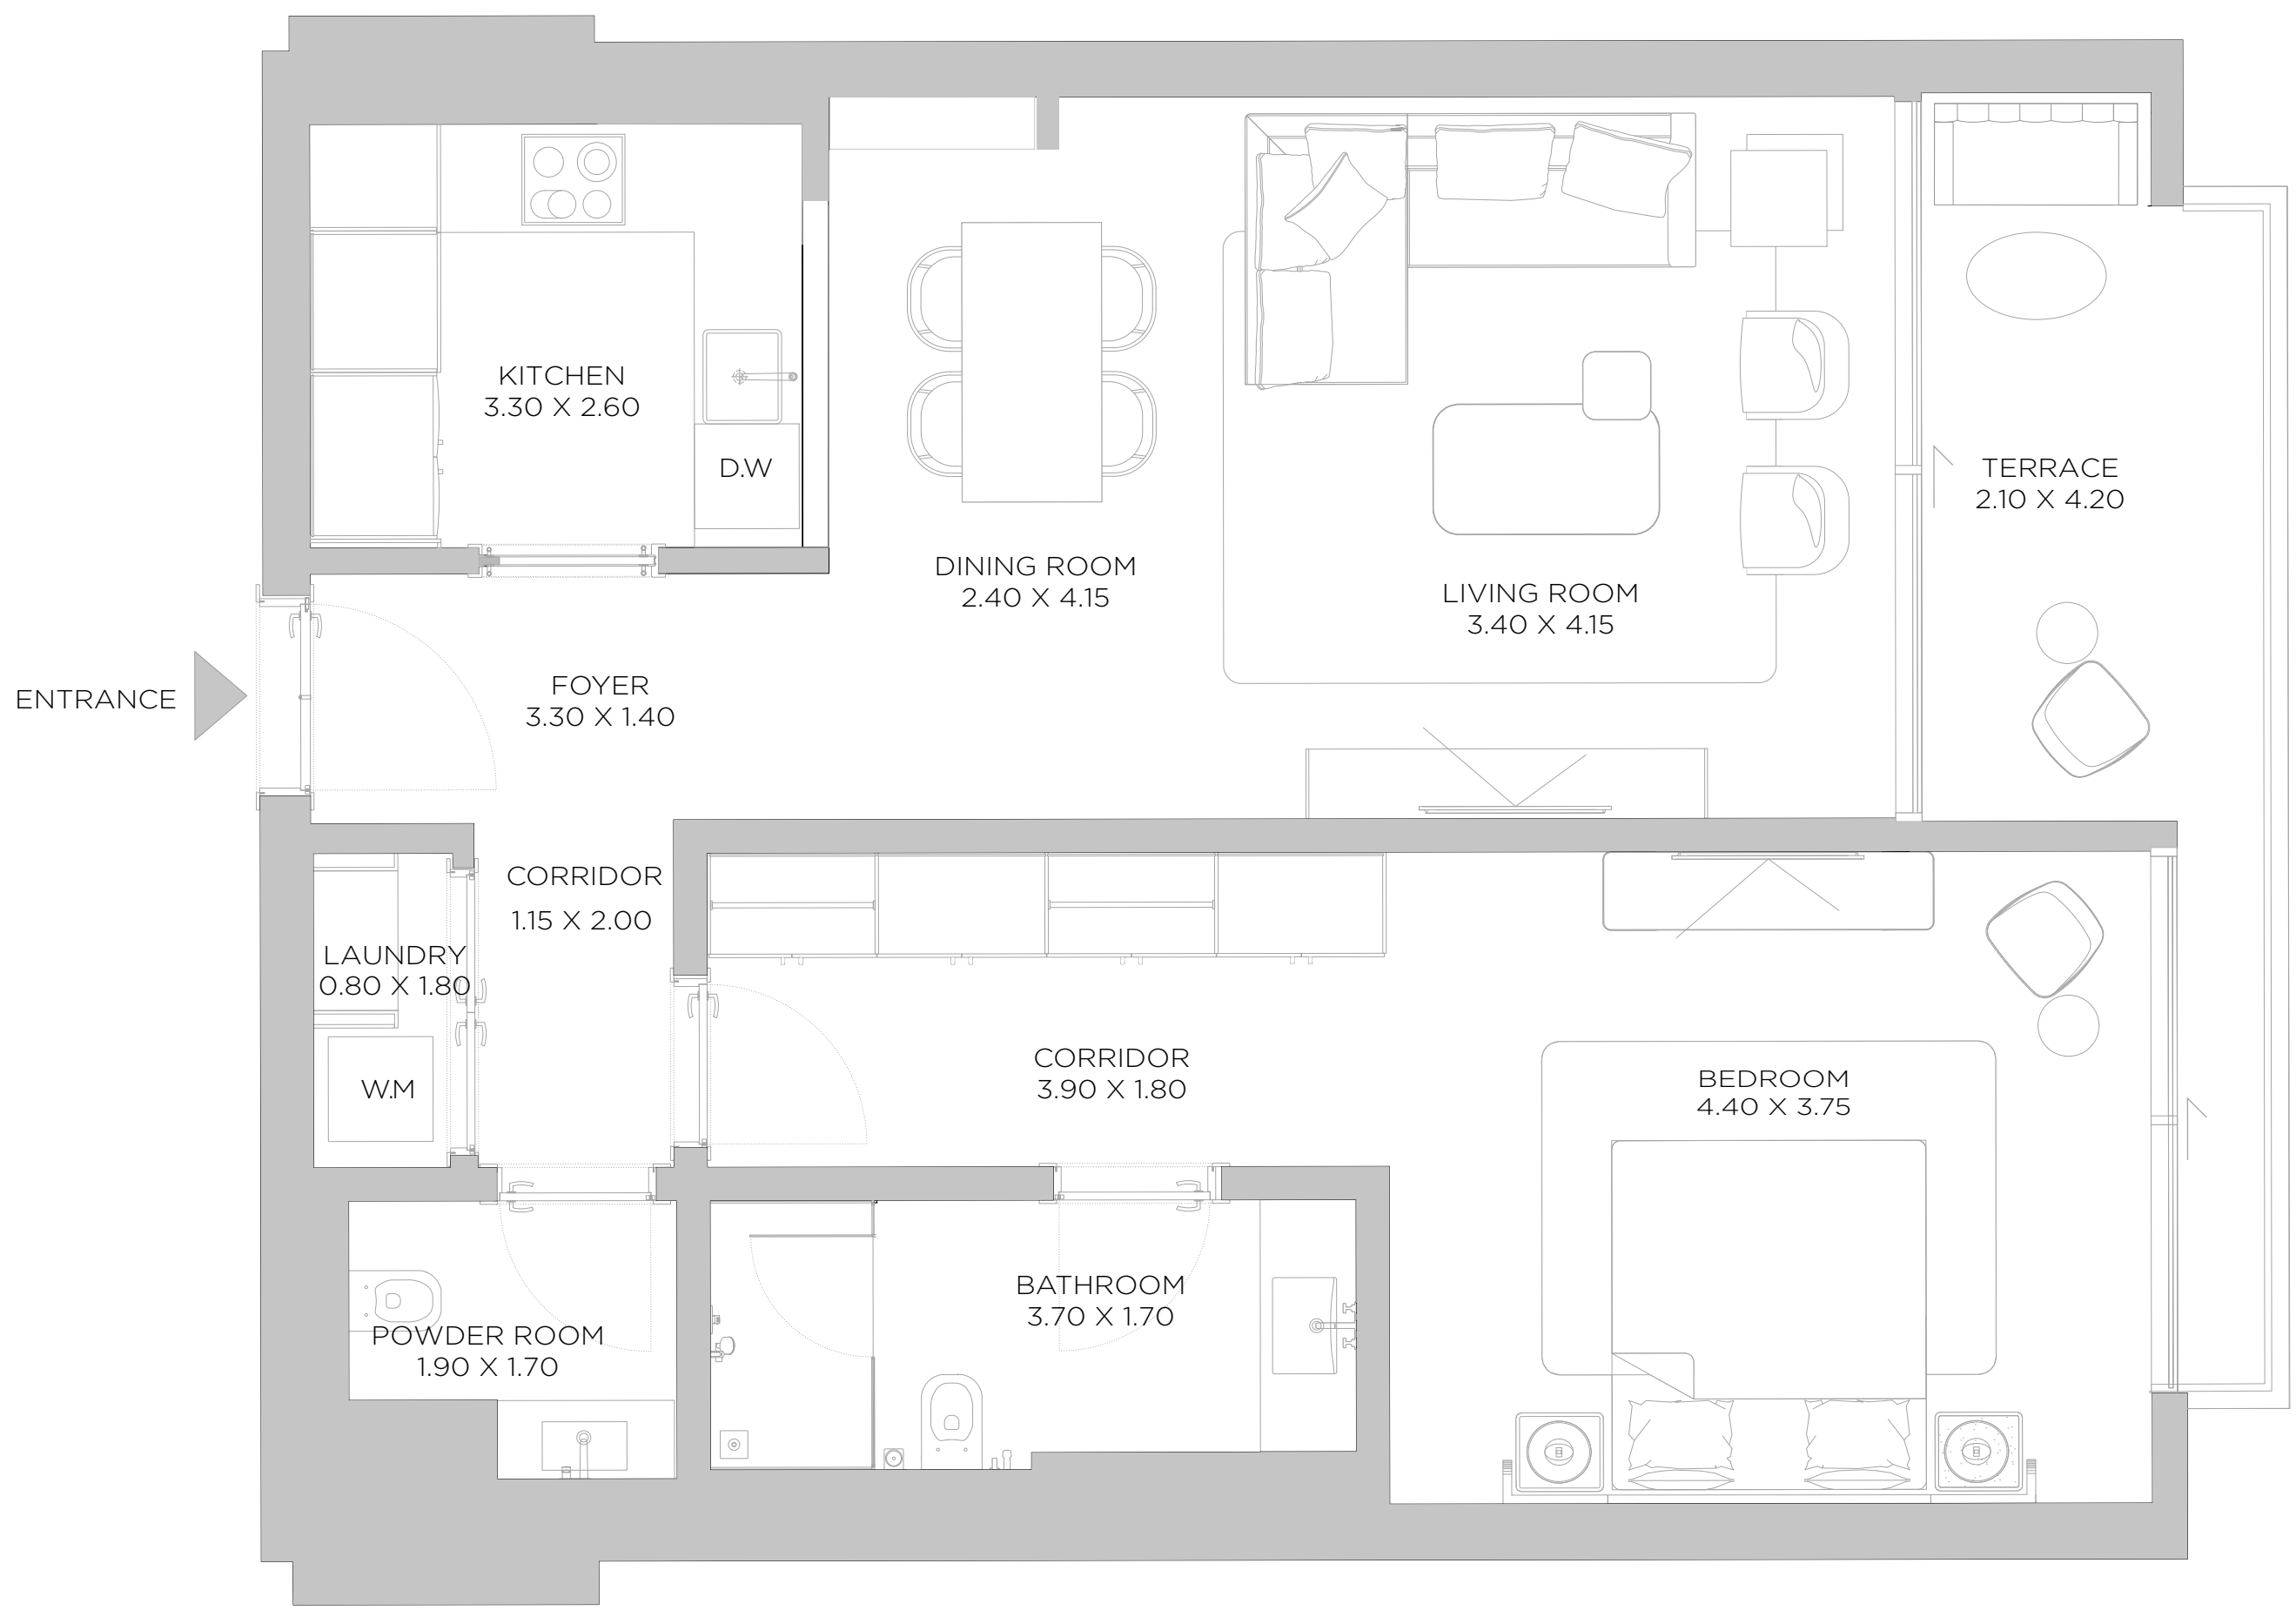 KITCHEN
3.30 X 2.60
D.W
TERRACE
2.10 X 4.20
DINING ROOM
2.40 X 4.15
LIVING ROOM
3.40 X 4.15
ENTRANCE
FOYER
3.30 X 1.40
CORRIDOR
1.15 X 2.00
LAUNDRY
0.80 X 1.80
W.M
CORRIDOR
3.90 X 1.80
BEDROOM
4.40 X 3.75
BATHROOM
3.70 X 1.70
POWDER ROOM
1.90 X 1.70